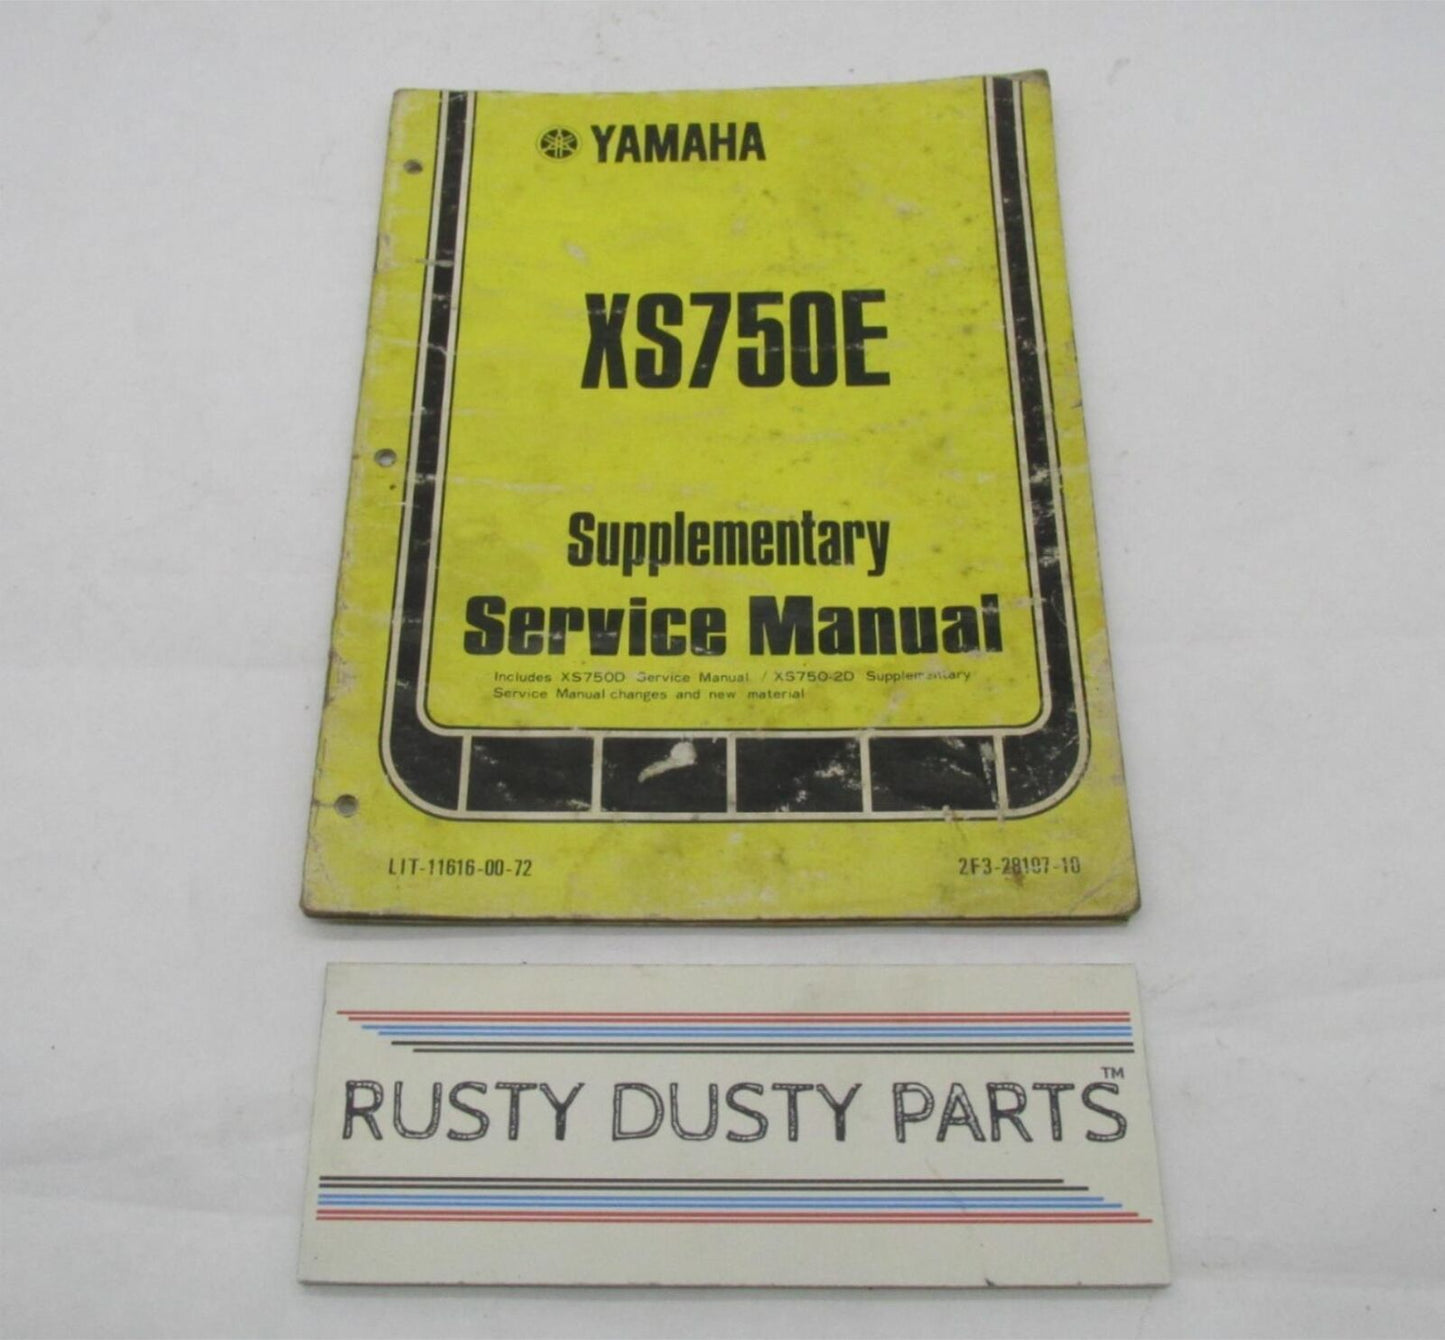 YAMAHA
XS750E
Supplementary
Service Manual
Includes XS750D Service Manual / XS750-2D Supplementary
Service Manual changes and new material
LIT-11616-00-72
2F3-28197-10
RUSTY DUSTY PARTS™